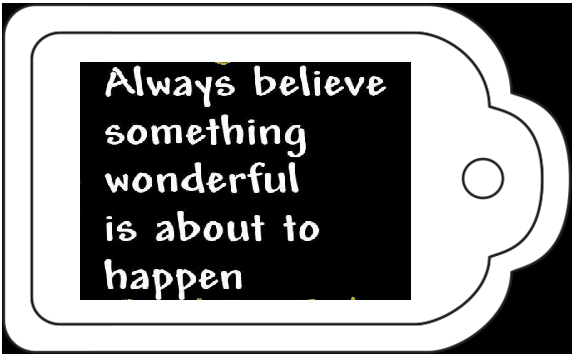 Always believe
something
wonderful
is about to
happen